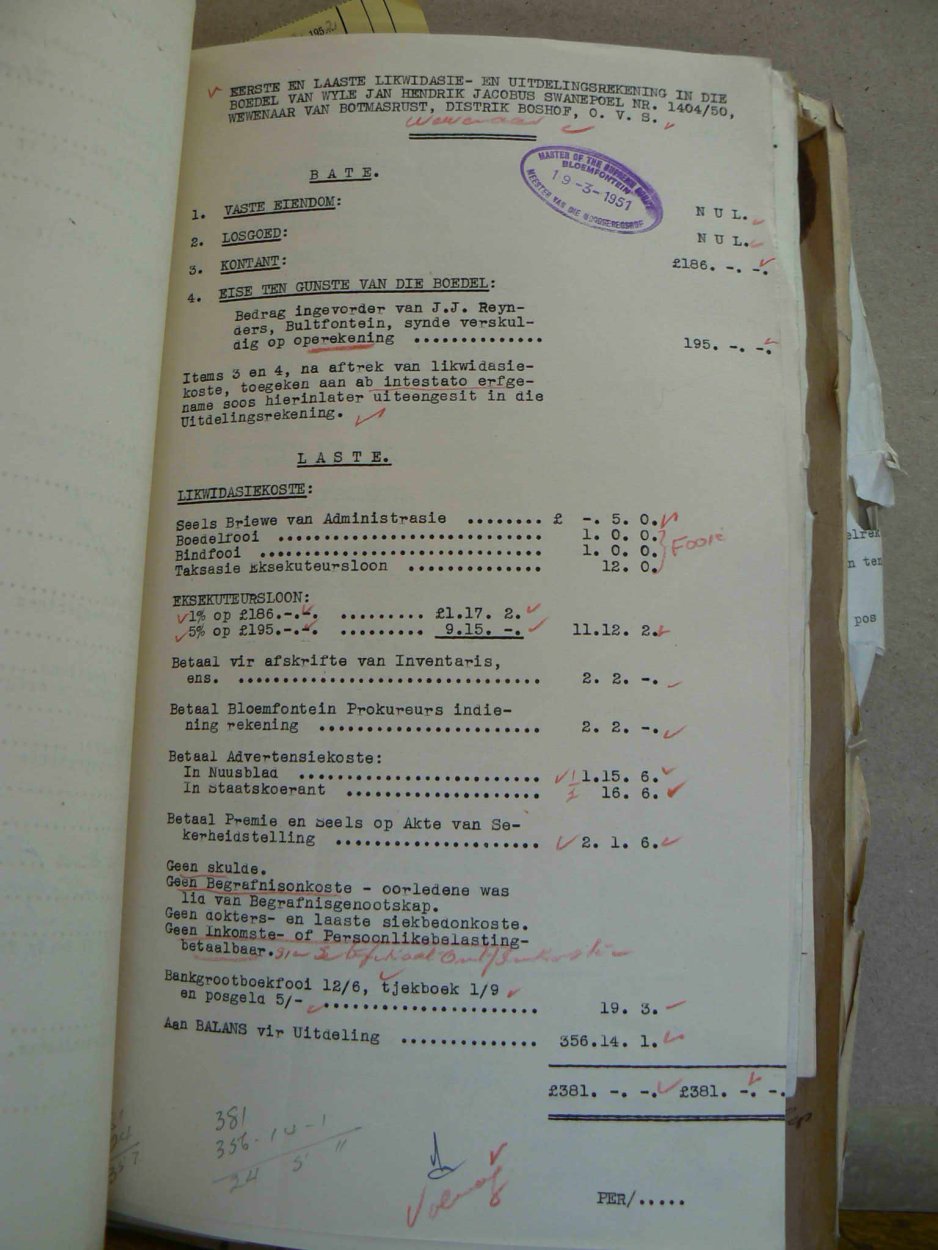 195
EERSTE EN LAASTE LIKWIDASIE- EN UITDELINGSREKENING IN DIE
BOEDEL VAN WYLE JAN HENDRIK JACOBUS SWANEPOEL NR. 1404/50,
WEWENAAR VAN BOTMASRUST, DISTRIK BOSHOF, O. V. S.
Wewenaar
MASTER OF THE SUPREME COURT
BLOEMFONTEIN
19-3-1951
MEESTER VAN DIE HOOGGEREGSHOF
B A T E.
1. VASTE EIENDOM: N U L.
2. LOSGOED: N U L.
3. KONTANT: £186. -. -.
4. EISE TEN GUNSTE VAN DIE BOEDEL:
Bedrag ingevorder van J.J. Reyn-
ders, Bultfontein, synde verskul-
dig op operekening .............. 195. -. -.
Items 3 en 4, na aftrek van likwidasie-
koste, toegeken aan ab intestato erfge-
name soos hierinlater uiteengesit in die
Uitdelingsrekening.
L A S T E.
LIKWIDASIEKOSTE:
Seels Briewe van Administrasie ........ £ -. 5. 0.
Boedelfooi ............................. 1. 0. 0.
Bindfooi ............................... 1. 0. 0. Fooie
Taksasie Eksekuteursloon .............. 12. 0.
EKSEKUTEURSLOON:
1% op £186.-.-. ......... £1.17. 2.
5% op £195.-.-. ......... 9.15. -. 11.12. 2.
Betaal vir afskrifte van Inventaris,
ens. ................................. 2. 2. -.
Betaal Bloemfontein Prokureurs indie-
ning rekening ........................ 2. 2. -.
Betaal Advertensiekoste:
In Nuusblad .......................... 1.15. 6.
In Staatskoerant ..................... 16. 6.
Betaal Premie en Seels op Akte van Se-
kerheidstelling ...................... 2. 1. 6.
Geen skulde.
Geen Begrafnisonkoste - oorledene was
lid van Begrafnisgenootskap.
Geen dokters- en laaste siekbedonkoste.
Geen Inkomste- of Persoonlikebelasting-
betaalbaar.
Bankgrootboekfooi 12/6, tjekboek 1/9
en posgeld 5/- ....................... 19. 3.
Aan BALANS vir Uitdeling .............. 356.14. 1.
£381. -. -. £381. -. -.
381
356-14-1
24 5 "
PER/.....
n ten
pos